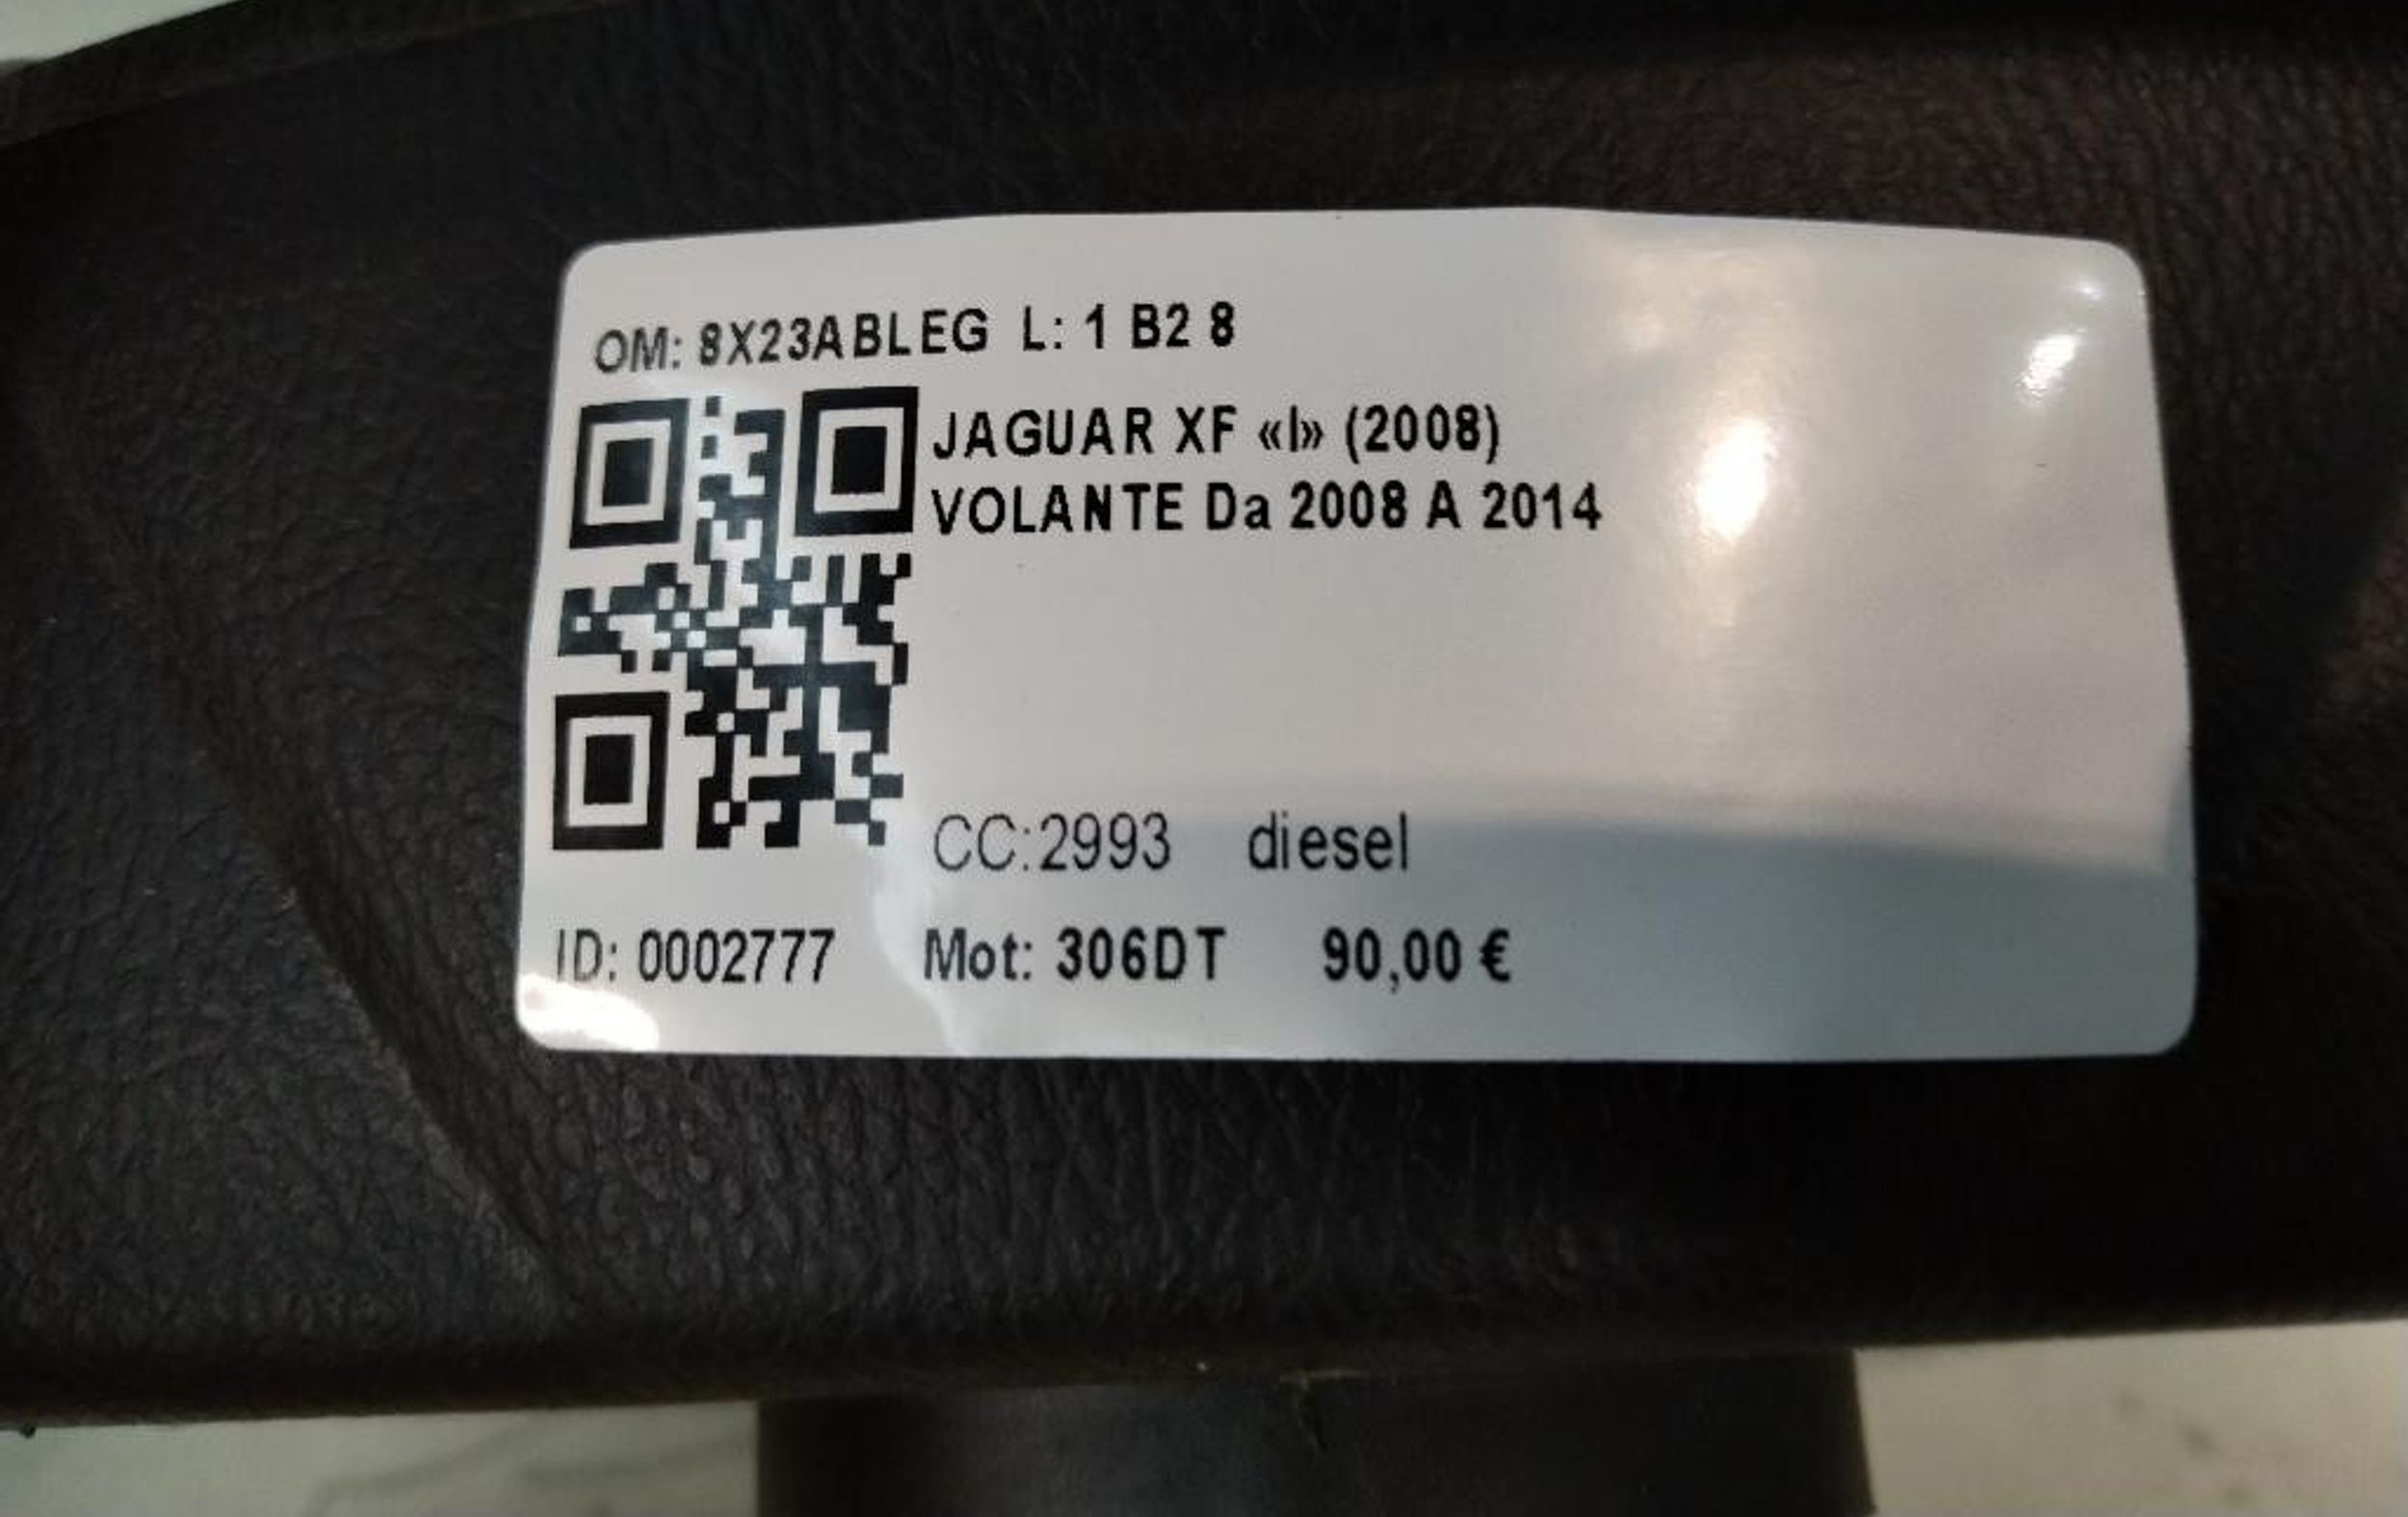 OM: 8X23ABLEG L: 1 B2 8
JAGUAR XF «I» (2008)
VOLANTE Da 2008 A 2014
CC:2993 diesel
ID: 0002777 Mot: 306DT 90,00 €